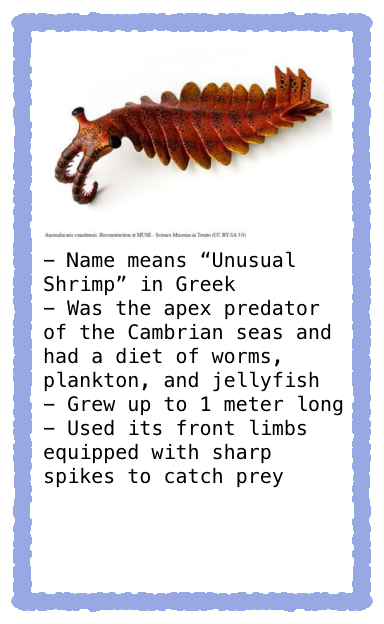 Anomalocaris canadensis. Reconstruction at MUSE - Science Museum in Trento (CC BY-SA 3.0)
– Name means “Unusual
Shrimp” in Greek
– Was the apex predator
of the Cambrian seas and
had a diet of worms,
plankton, and jellyfish
– Grew up to 1 meter long
– Used its front limbs
equipped with sharp
spikes to catch prey